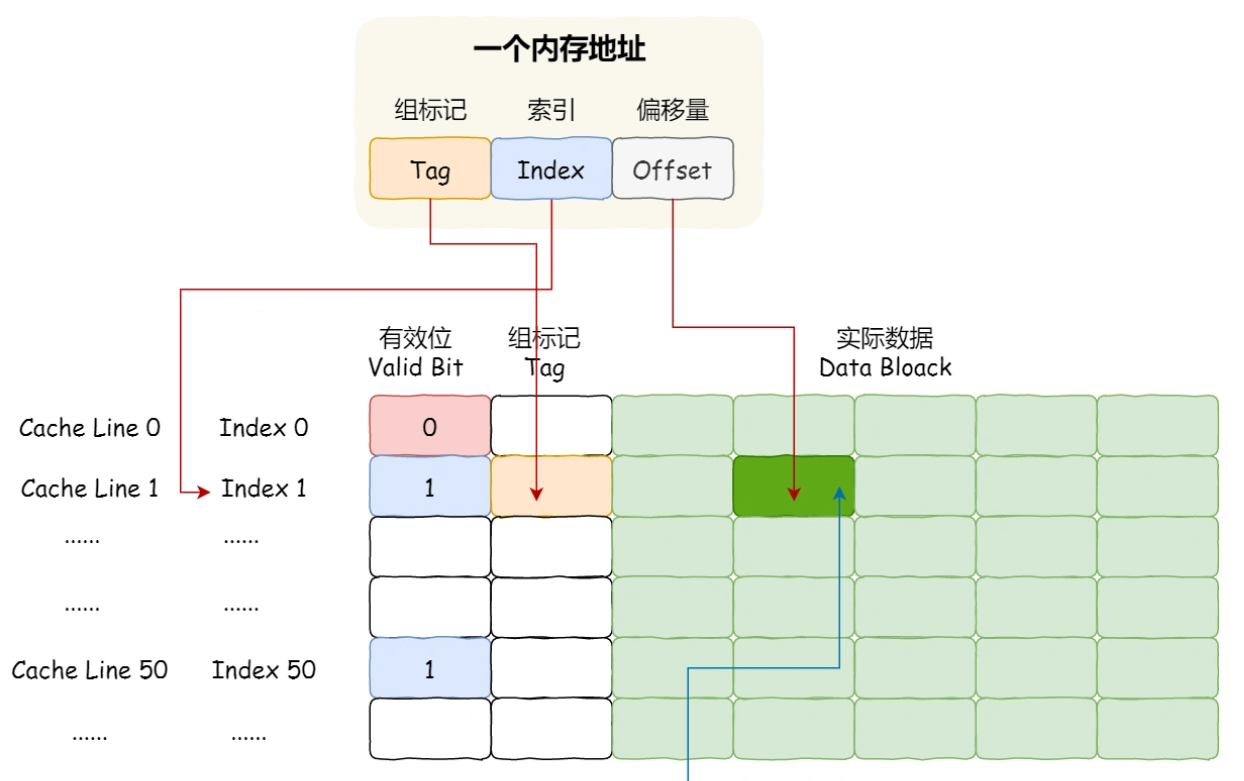 一个内存地址
组标记 索引 偏移量
Tag Index Offset
有效位 组标记 实际数据
Valid Bit Tag Data Bloack
Cache Line 0 Index 0 0
Cache Line 1 Index 1 1
...... ......
...... ......
Cache Line 50 Index 50 1
...... ......